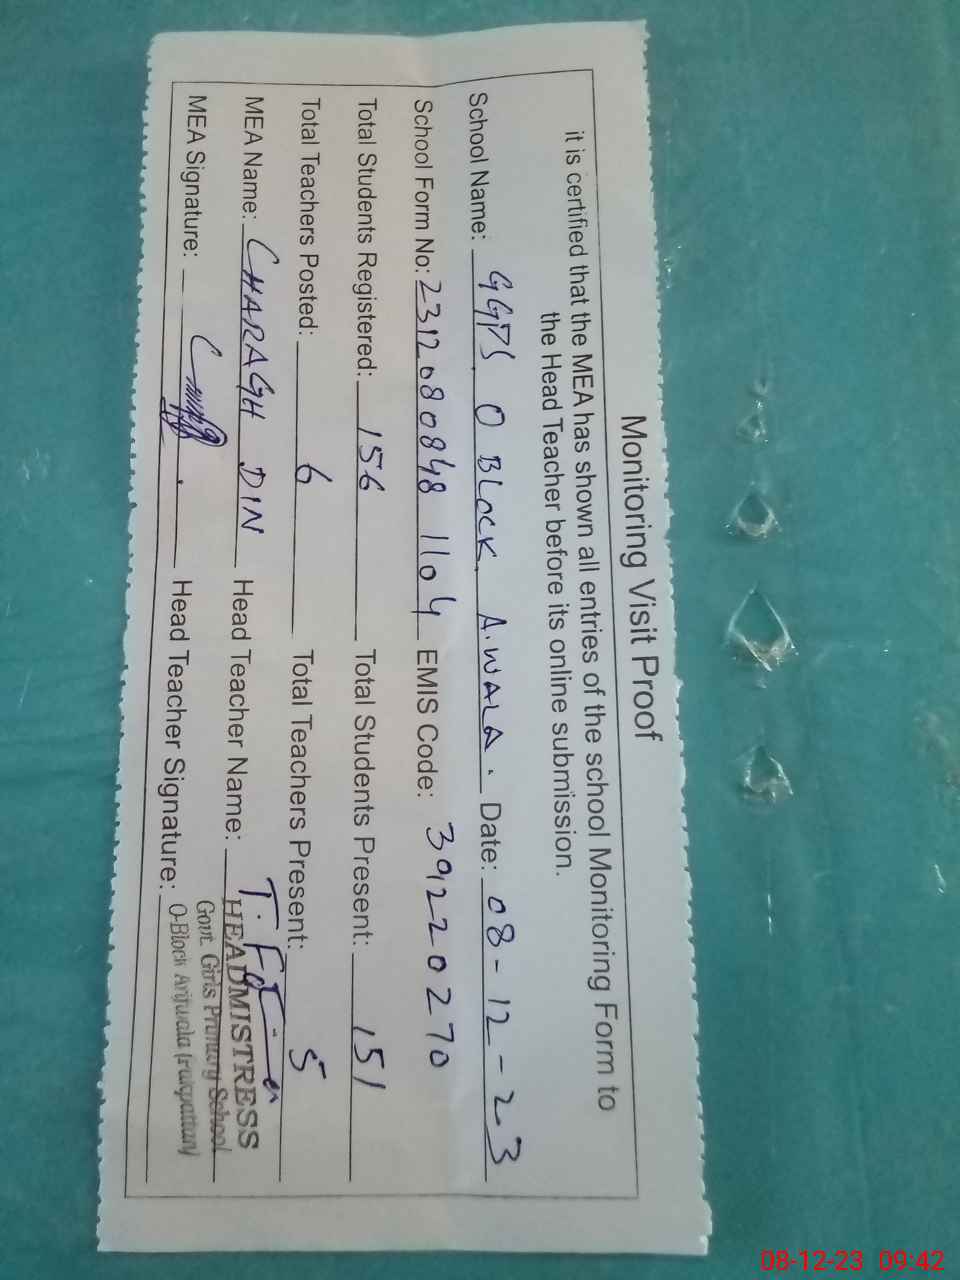 Monitoring Visit Proof
it is certified that the MEA has shown all entries of the school Monitoring Form to
the Head Teacher before its online submission.
School Name: GGPS O BLOCK A.WALA. Date: 08-12-23
School Form No: 2312080848 1104 EMIS Code: 39220270
Total Students Registered: 156 Total Students Present: 151
Total Teachers Posted: 6 Total Teachers Present: 5
MEA Name: CHARAGH DIN Head Teacher Name:
HEADMISTRESS
MEA Signature: Head Teacher Signature:
Govt. Girls Primary School
O-Block Arifwala (Pakpattan)
08-12-23 09:42